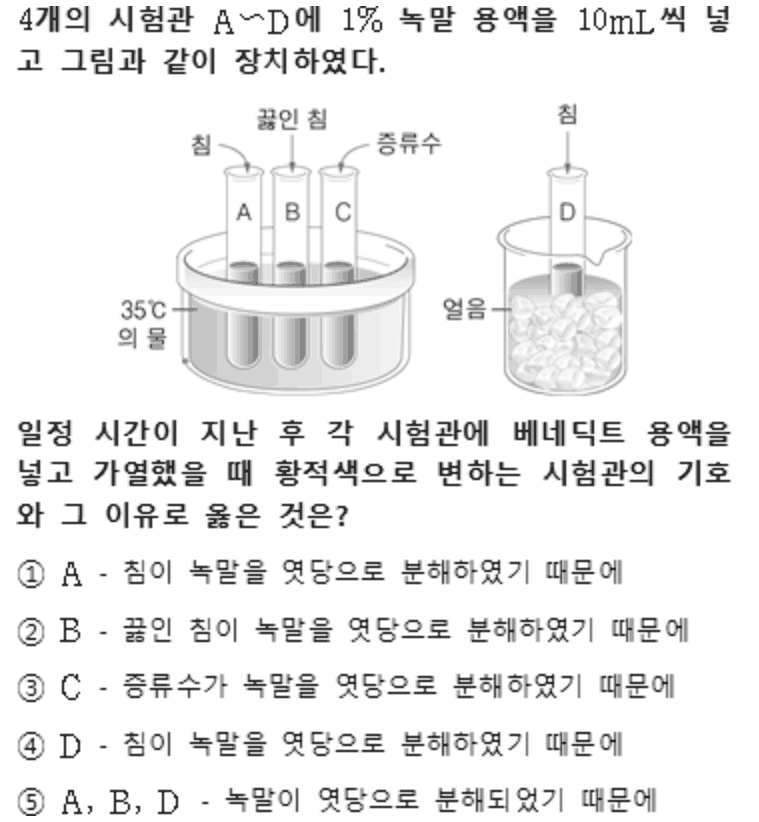 4개의 시험관 A~D에 1% 녹말 용액을 10mL씩 넣
고 그림과 같이 장치하였다.
침
끓인 침
증류수
침
A
B
C
D
35℃
의 물
얼음
일정 시간이 지난 후 각 시험관에 베네딕트 용액을
넣고 가열했을 때 황적색으로 변하는 시험관의 기호
와 그 이유로 옳은 것은?
① A - 침이 녹말을 엿당으로 분해하였기 때문에
② B - 끓인 침이 녹말을 엿당으로 분해하였기 때문에
③ C - 증류수가 녹말을 엿당으로 분해하였기 때문에
④ D - 침이 녹말을 엿당으로 분해하였기 때문에
⑤ A, B, D - 녹말이 엿당으로 분해되었기 때문에